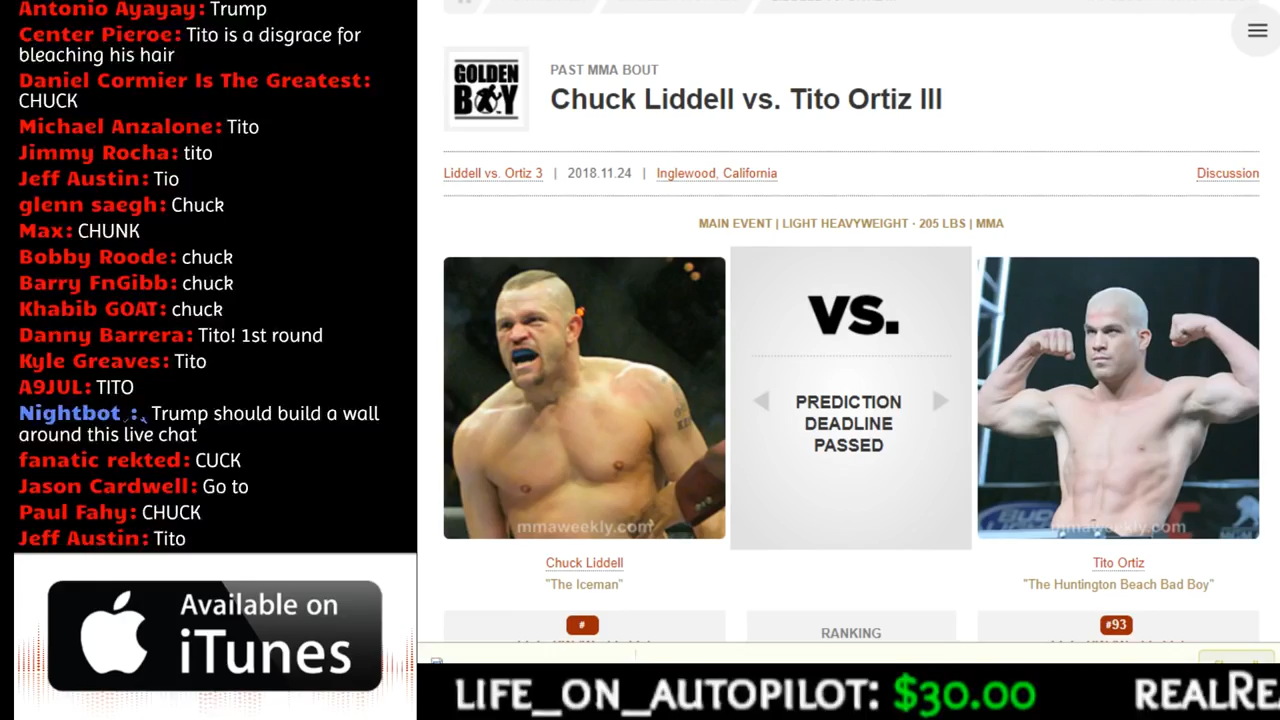 Antonio Ayayay: Trump
Center Pieroe: Tito is a disgrace for
bleaching his hair
Daniel Cormier Is The Greatest:
CHUCK
Michael Anzalone: Tito
Jimmy Rocha: tito
Jeff Austin: Tio
glenn saegh: Chuck
Max: CHUNK
Bobby Roode: chuck
Barry FnGibb: chuck
Khabib GOAT: chuck
Danny Barrera: Tito! 1st round
Kyle Greaves: Tito
A9JUL: TITO
Nightbot : Trump should build a wall
around this live chat
fanatic rekted: CUCK
Jason Cardwell: Go to
Paul Fahy: CHUCK
Jeff Austin: Tito
Available on
iTunes
GOLDEN
BOY
PAST MMA BOUT
Chuck Liddell vs. Tito Ortiz III
Liddell vs. Ortiz 3 | 2018.11.24 | Inglewood, California
Discussion
MAIN EVENT | LIGHT HEAVYWEIGHT · 205 LBS | MMA
VS.
PREDICTION
DEADLINE
PASSED
mmaweekly.com
mmaweekly.com
Chuck Liddell
"The Iceman"
Tito Ortiz
"The Huntington Beach Bad Boy"
#
RANKING
#93
LIFE_ON_AUTOPILOT: $30.00 REALRE